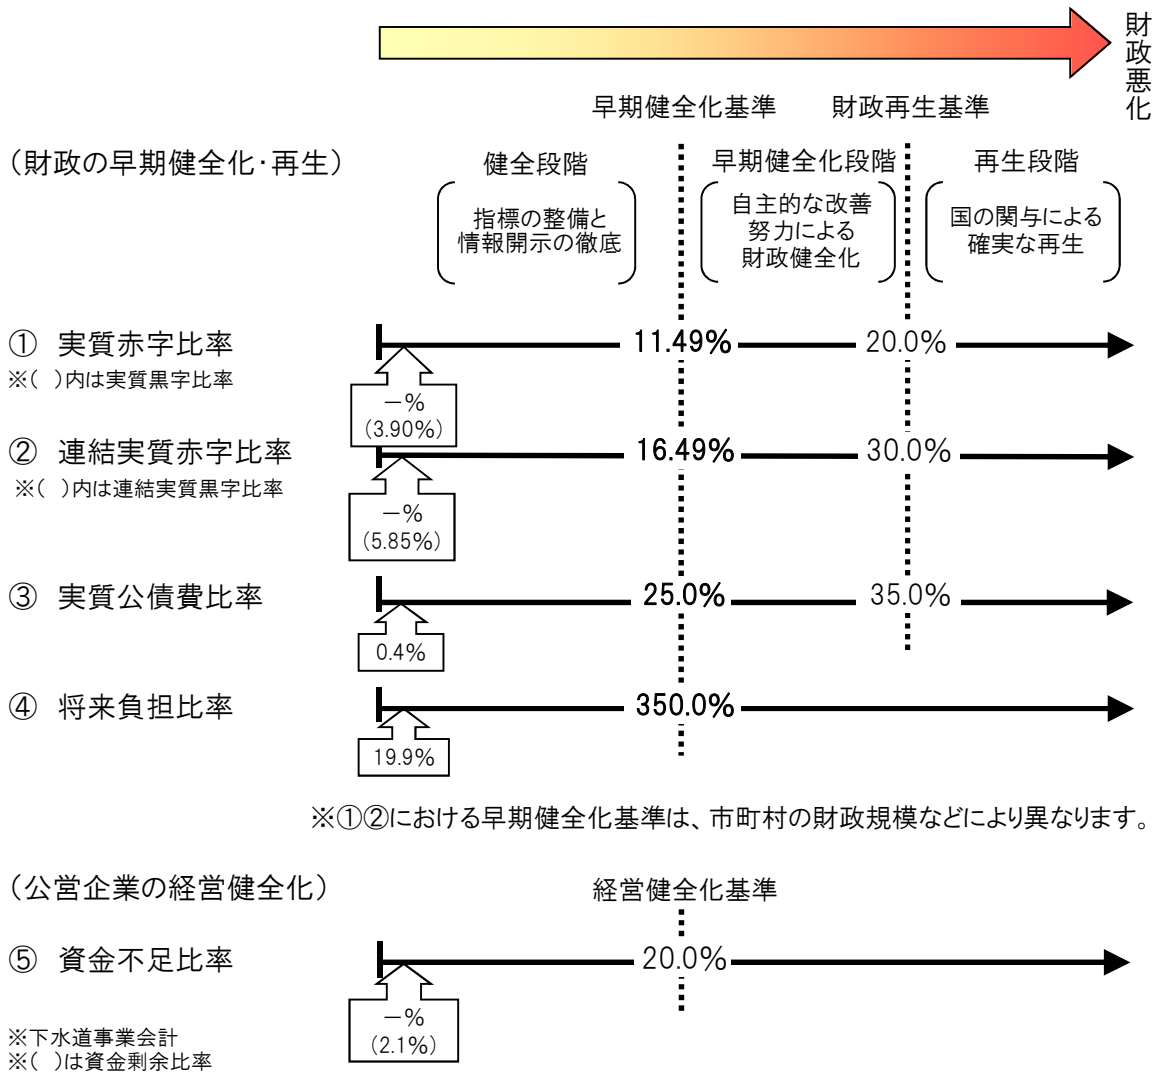 財政悪化
早期健全化基準 財政再生基準
(財政の早期健全化・再生) 健全段階 早期健全化段階 再生段階
指標の整備と
情報開示の徹底
自主的な改善
努力による
財政健全化
国の関与による
確実な再生
① 実質赤字比率 11.49% 20.0%
※( )内は実質黒字比率
－%
(3.90%)
② 連結実質赤字比率 16.49% 30.0%
※( )内は連結実質黒字比率
－%
(5.85%)
③ 実質公債費比率 25.0% 35.0%
0.4%
④ 将来負担比率 350.0%
19.9%
※①②における早期健全化基準は、市町村の財政規模などにより異なります。
(公営企業の経営健全化) 経営健全化基準
⑤ 資金不足比率 20.0%
－%
(2.1%)
※下水道事業会計
※( )は資金剰余比率